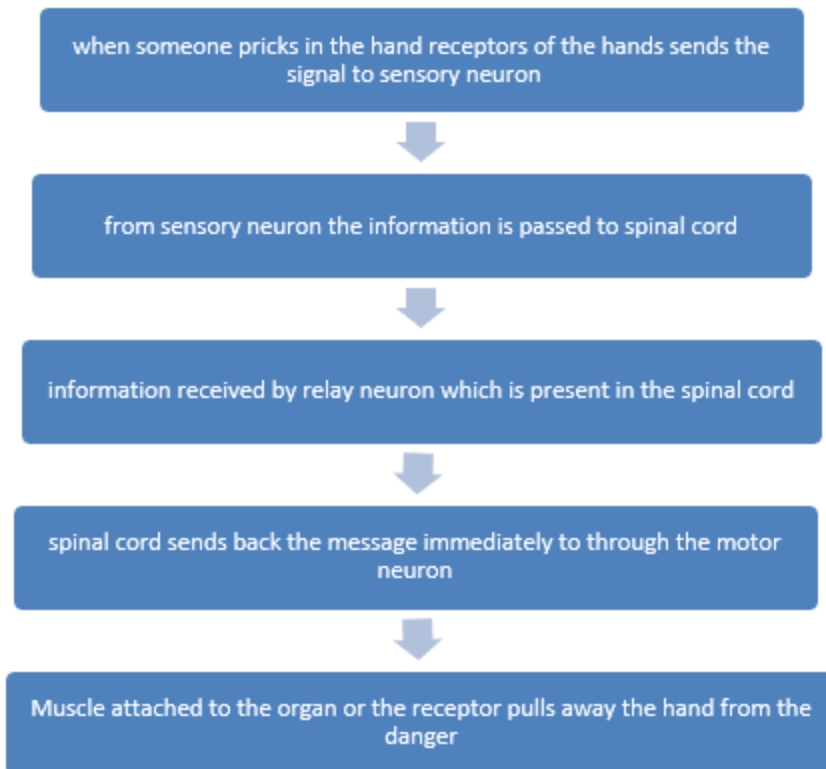 when someone pricks in the hand receptors of the hands sends the
signal to sensory neuron
from sensory neuron the information is passed to spinal cord
information received by relay neuron which is present in the spinal cord
spinal cord sends back the message immediately to through the motor
neuron
Muscle attached to the organ or the receptor pulls away the hand from the
danger